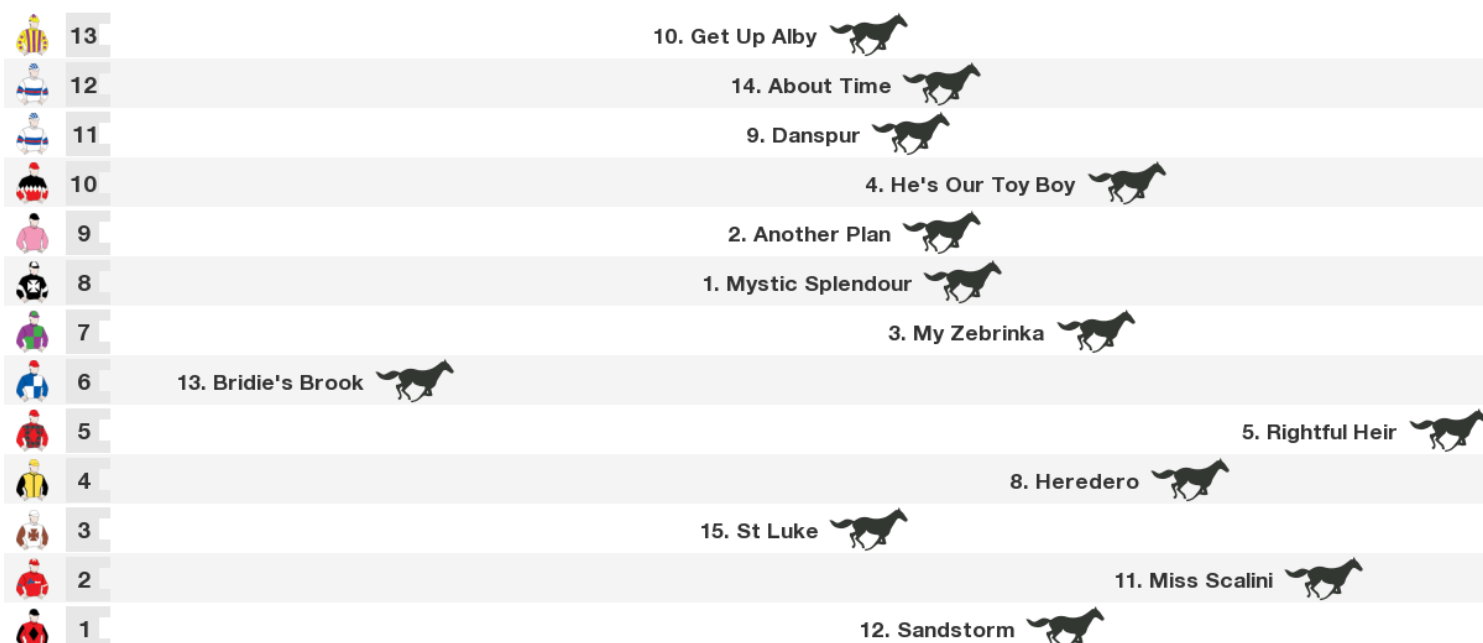 13 10. Get Up Alby
12 14. About Time
11 9. Danspur
10 4. He's Our Toy Boy
9 2. Another Plan
8 1. Mystic Splendour
7 3. My Zebrinka
6 13. Bridie's Brook
5 5. Rightful Heir
4 8. Heredero
3 15. St Luke
2 11. Miss Scalini
1 12. Sandstorm